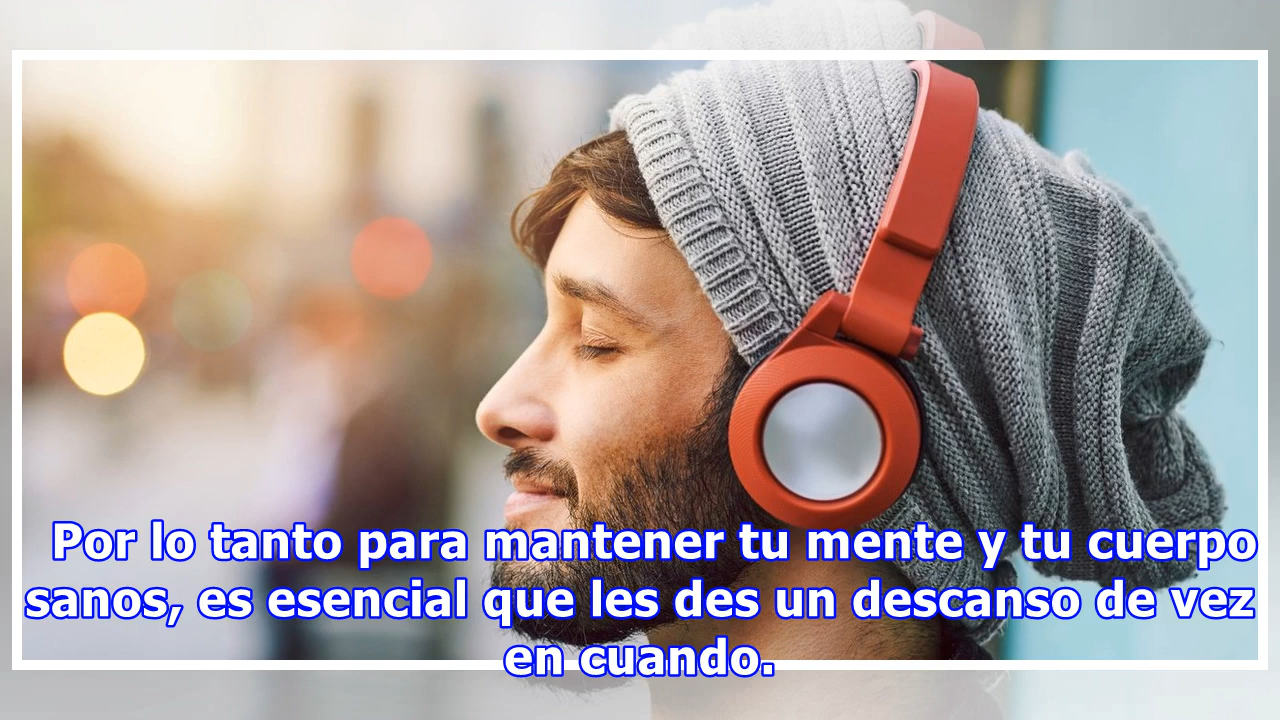 Por lo tanto para mantener tu mente y tu cuerpo
sanos, es esencial que les des un descanso de vez
en cuando.